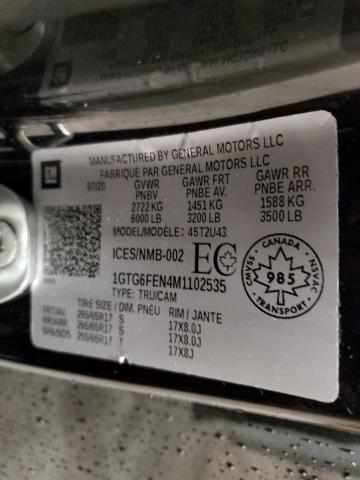 GM
MANUFACTURED BY GENERAL MOTORS LLC
FABRIQUÉ PAR GENERAL MOTORS LLC
07/20 GVWR GAWR FRT GAWR RR
PNBV PNBE AV. PNBE ARR.
2722 KG 1451 KG 1588 KG
6000 LB 3200 LB 3500 LB
MODEL/MODÈLE: 45T2U43
ICES/NMB-002 EC
1GTG6FEN4M1102535
TYPE: TRU/CAM
TIRE SIZE / DIM. PNEU RIM / JANTE
FRT/AV. 265/65R17 S 17X8.0J
RR/ARR. 265/65R17 S 17X8.0J
SPA/SOS 255/65R17 T 17X8J
CANADA
CMVSS 985 NSVAC
TRANSPORT